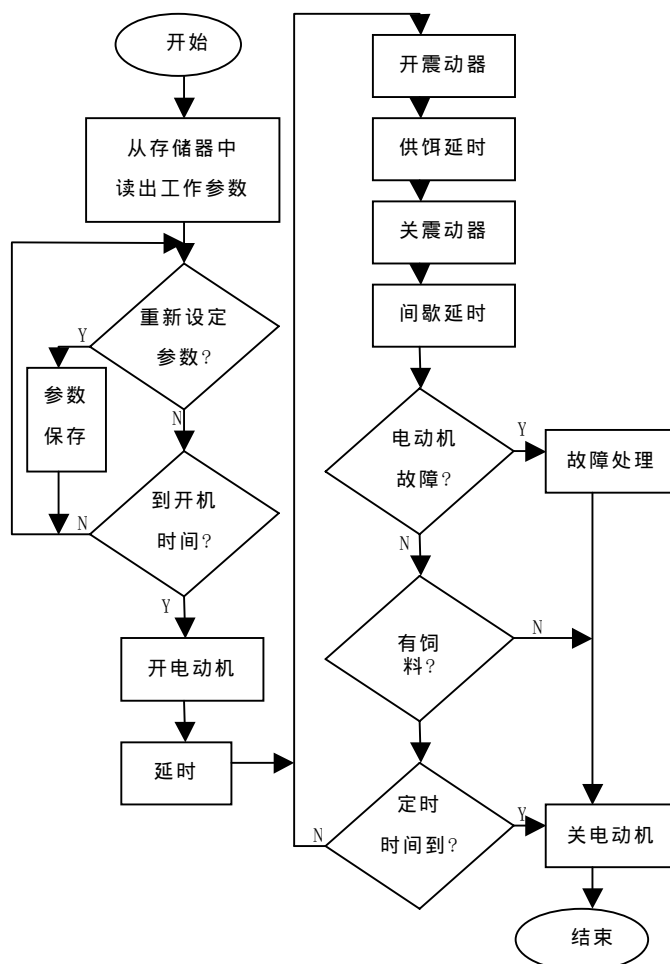 开始
从存储器中
读出工作参数
重新设定
参数?
Y
参数
保存
N
到开机
时间?
N
Y
开电动机
延时
开震动器
供饵延时
关震动器
间歇延时
电动机
故障?
Y
故障处理
N
有饲
料?
N
定时
时间到?
N
Y
关电动机
结束